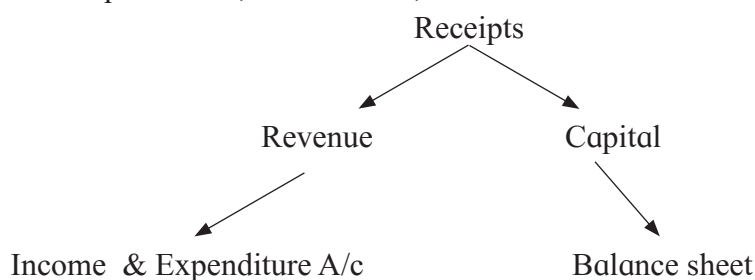 Receipts
Revenue Capital
Income & Expenditure A/c Balance sheet